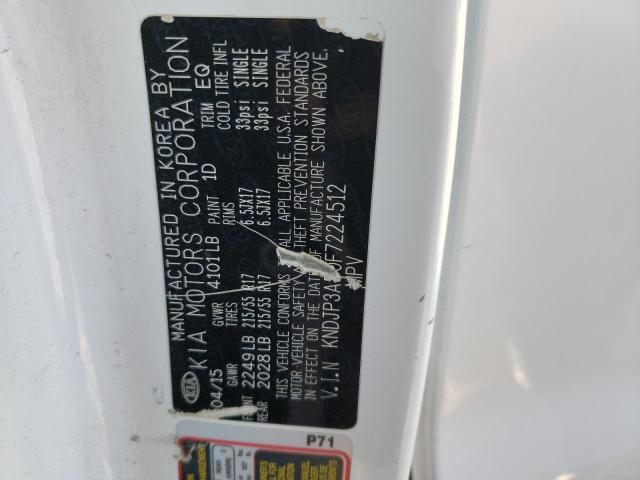 KIA
MANUFACTURED IN KOREA BY
KIA MOTORS CORPORATION
04/15 GVWR 4101LB PAINT 1D TRIM EQ
GAWR TIRES RIMS COLD TIRE INFL
2249LB 215/55 R17 6.5JX17 33psi SINGLE
REAR 2028LB 215/55 R17 6.5JX17 33psi SINGLE
THIS VEHICLE CONFORMS ALL APPLICABLE U.S.A. FEDERAL
MOTOR-VEHICLE SAFETY THEFT PREVENTION STANDARDS
IN EFFECT ON THE DATE OF MANUFACTURE SHOWN ABOVE.
V.I.N KNDJP3A F7224512
MPV
P71